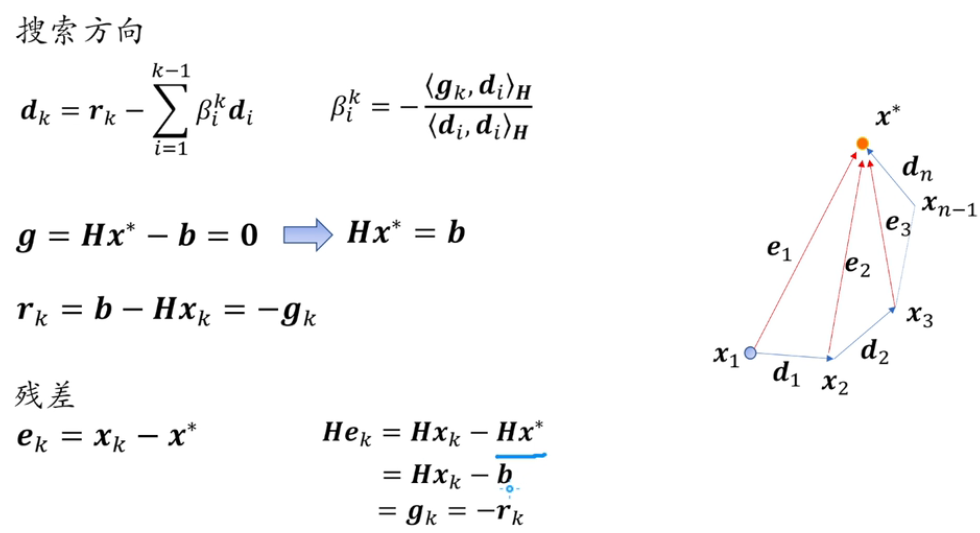 搜索方向
d_k = r_k − ∑_{i=1}^{k−1} β_i^k d_i    β_i^k = − ⟨g_k, d_i⟩_H / ⟨d_i, d_i⟩_H
g = Hx* − b = 0    Hx* = b
r_k = b − Hx_k = −g_k
残差
e_k = x_k − x*    He_k = Hx_k − Hx*
= Hx_k − b
= g_k = −r_k
x*
d_n
x_{n−1}
e_1
e_2
e_3
x_3
x_1
d_1
x_2
d_2